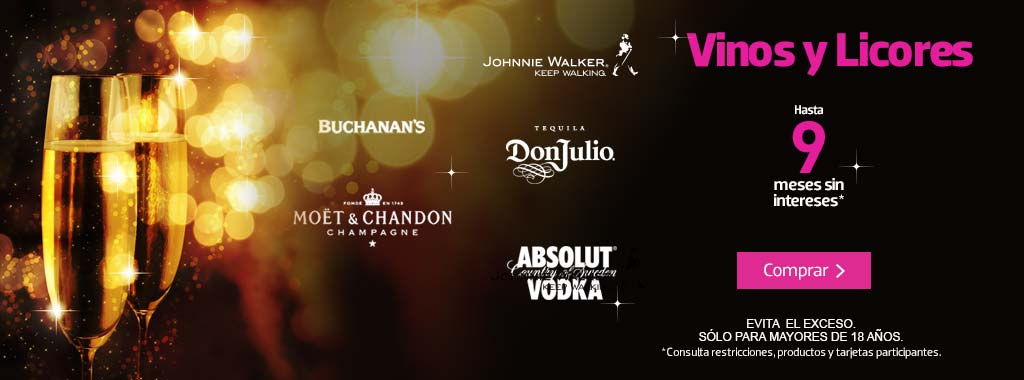 JOHNNIE WALKER®
KEEP WALKING.
BUCHANAN'S
TEQUILA
Don Julio®
FONDÉ EN 1743
MOËT & CHANDON
CHAMPAGNE
ABSOLUT®
Country of Sweden
VODKA
Vinos y Licores
Hasta
9
meses sin
intereses*
Comprar >
EVITA EL EXCESO.
SÓLO PARA MAYORES DE 18 AÑOS.
*Consulta restricciones, productos y tarjetas participantes.